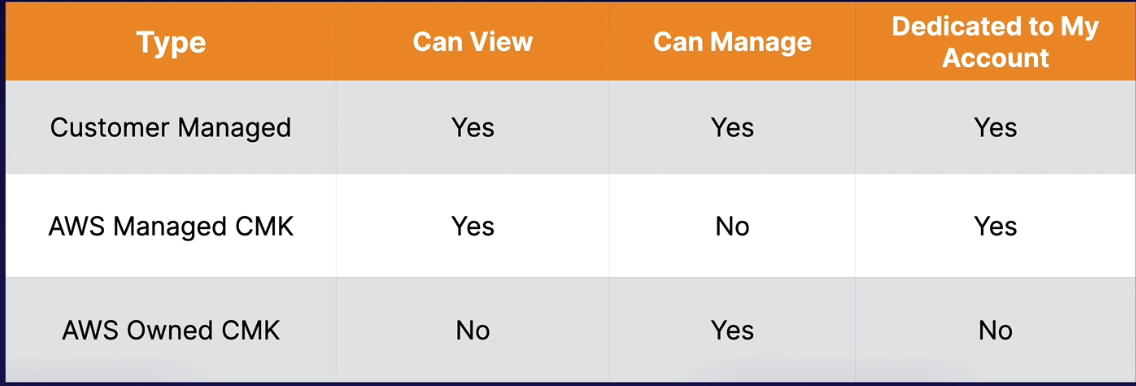 Type Can View Can Manage Dedicated to My
Account
Customer Managed Yes Yes Yes
AWS Managed CMK Yes No Yes
AWS Owned CMK No Yes No